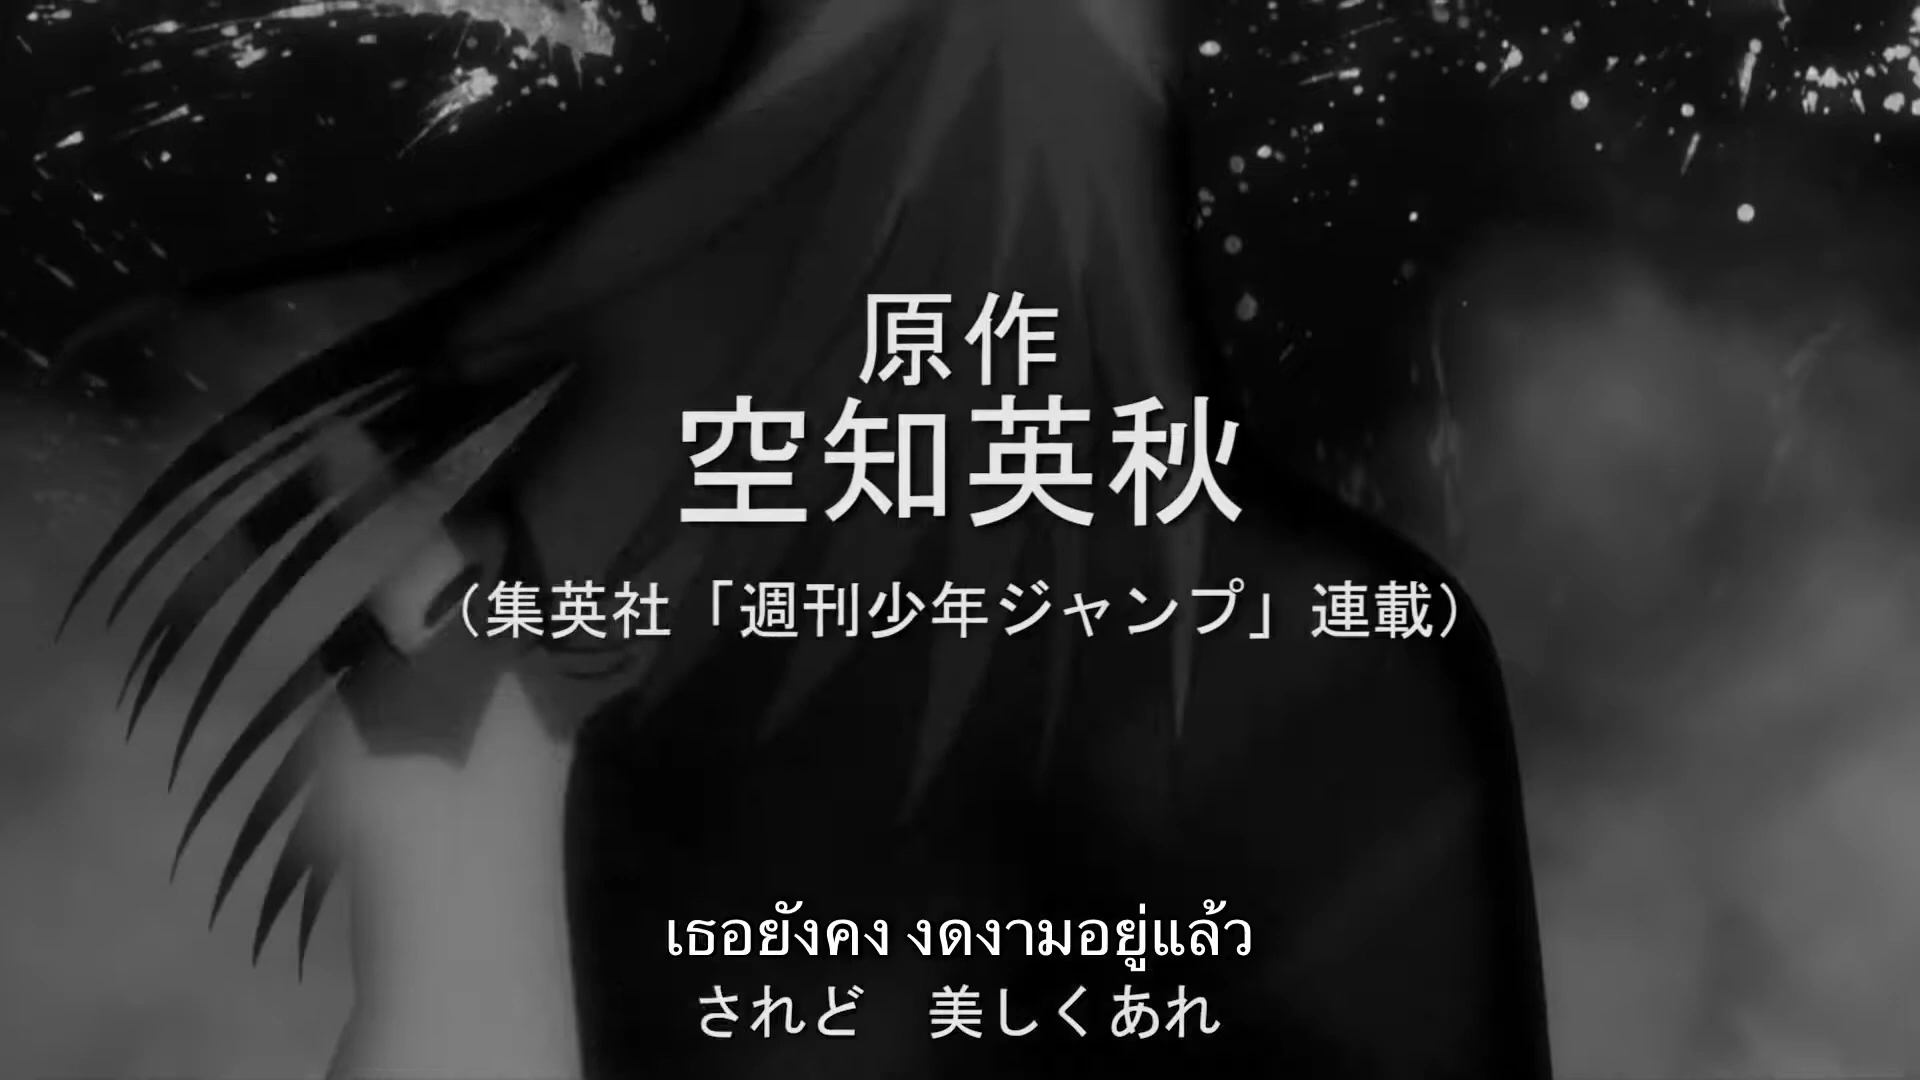 原作
空知英秋
（集英社「週刊少年ジャンプ」連載）
เธอยังคง งดงามอยู่แล้ว
されど　美しくあれ